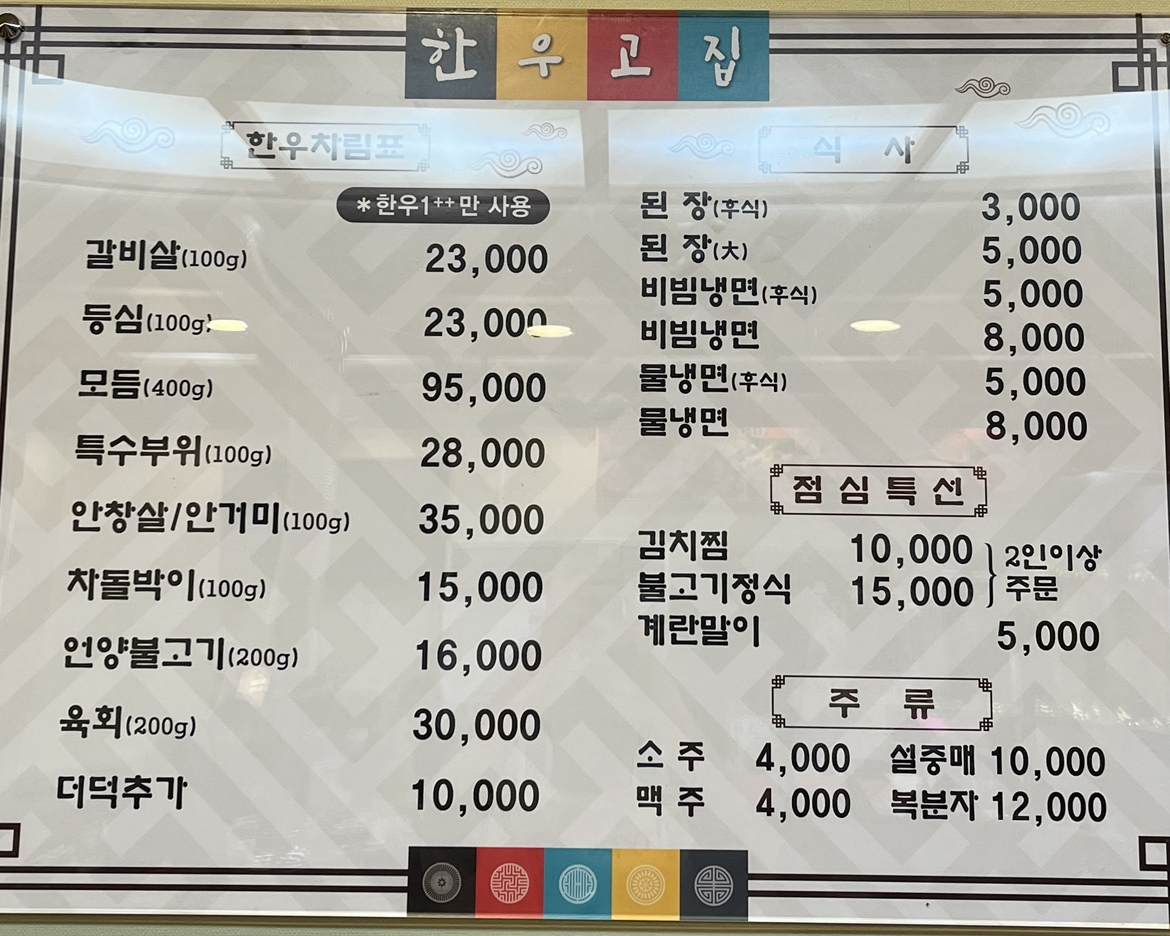 한우고집
한우차림표
*한우1++만 사용
갈비살(100g) 23,000
등심(100g) 23,000
모듬(400g) 95,000
특수부위(100g) 28,000
안창살/안거미(100g) 35,000
차돌박이(100g) 15,000
언양불고기(200g) 16,000
육회(200g) 30,000
더덕추가 10,000
식 사
된 장(후식) 3,000
된 장(大) 5,000
비빔냉면(후식) 5,000
비빔냉면 8,000
물냉면(후식) 5,000
물냉면 8,000
점심특선
김치찜 10,000
불고기정식 15,000
2인이상
주문
계란말이 5,000
주 류
소 주 4,000 설중매 10,000
맥 주 4,000 복분자 12,000